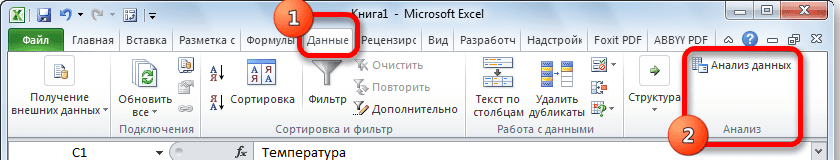 1
Книга1 - Microsoft Excel
Файл Главная Вставка Разметка с Формулы Данные Рецензирс Вид Разработч Надстройк Foxit PDF ABBYY PDF
Получение внешних данных
Обновить все
Подключения
Сортировка
Фильтр
Очистить
Повторить
Дополнительно
Сортировка и фильтр
Текст по столбцам
Удалить дубликаты
Работа с данными
Структура
Анализ данных
Анализ
2
C1 fx Температура